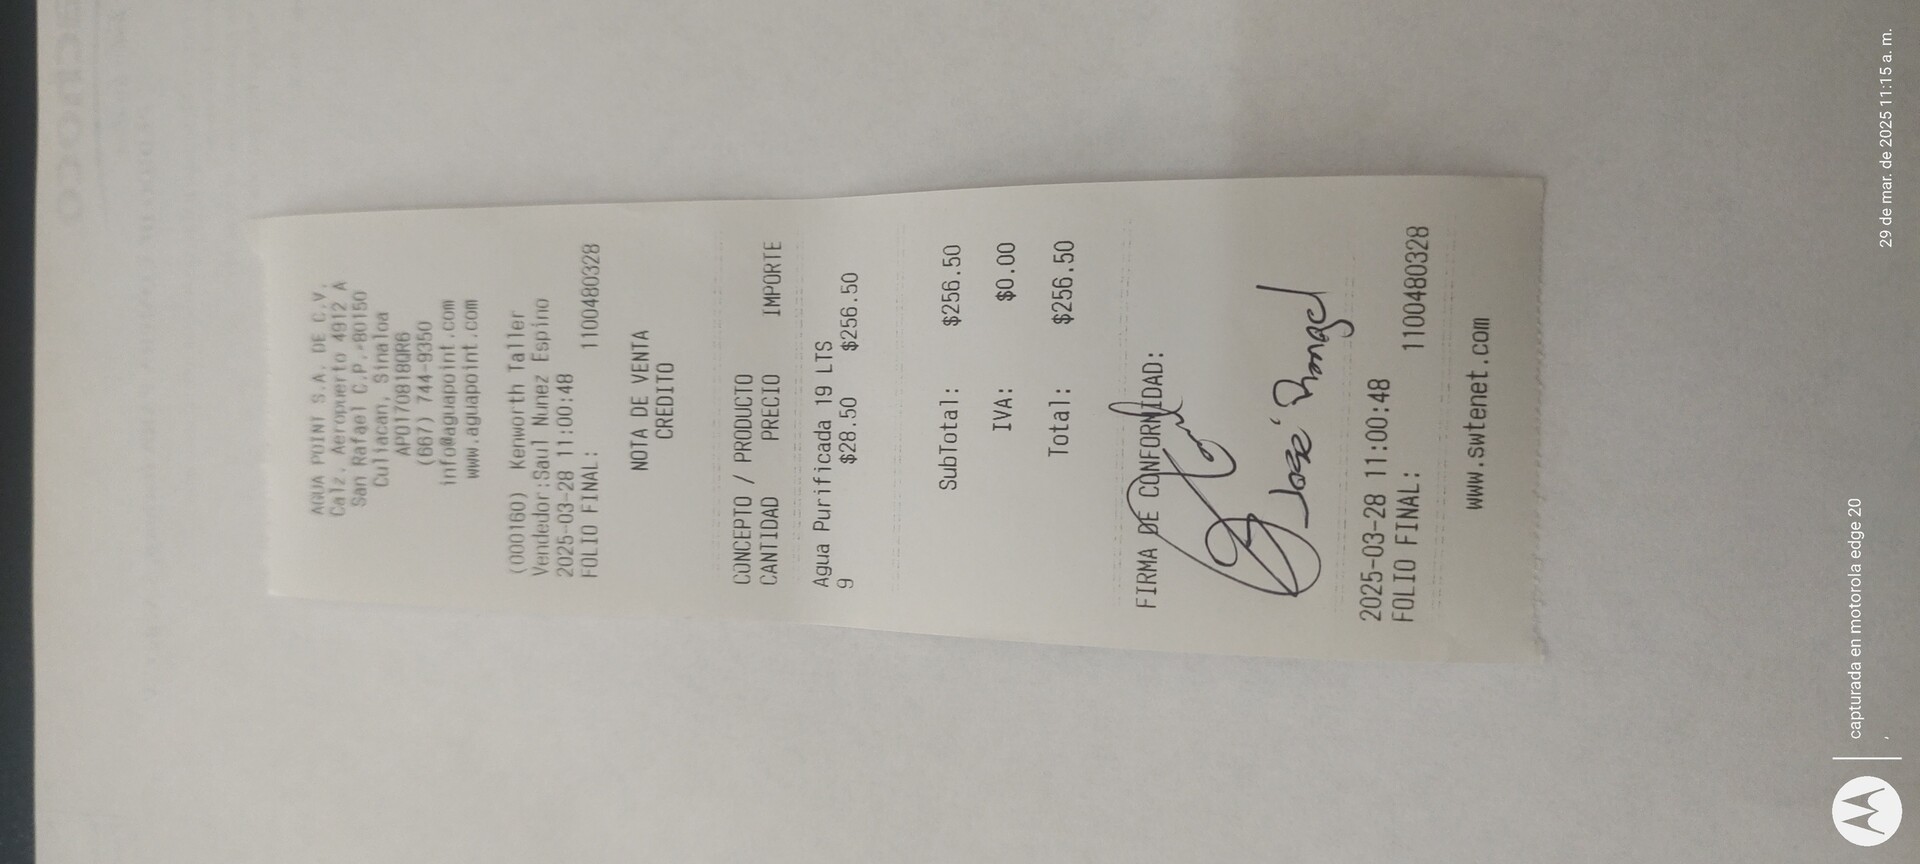 AGUA POINT S.A. DE C.V.
Calz. Aeropuerto 4912 A
San Rafael C.P. 80150
Culiacan, Sinaloa
APO170818QR6
(667) 744-9350
info@aguapoint.com
www.aguapoint.com
(000160) Kenworth Taller
Vendedor:Saul Nunez Espino
2025-03-28 11:00:48
FOLIO FINAL: 1100480328
NOTA DE VENTA
CREDITO
CONCEPTO / PRODUCTO
CANTIDAD PRECIO IMPORTE
Agua Purificada 19 LTS
9 $28.50 $256.50
SubTotal: $256.50
IVA: $0.00
Total: $256.50
FIRMA DE CONFORMIDAD:
José
2025-03-28 11:00:48
FOLIO FINAL: 1100480328
www.swtenet.com
capturada en motorola edge 20
29 de mar. de 2025 11:15 a. m.